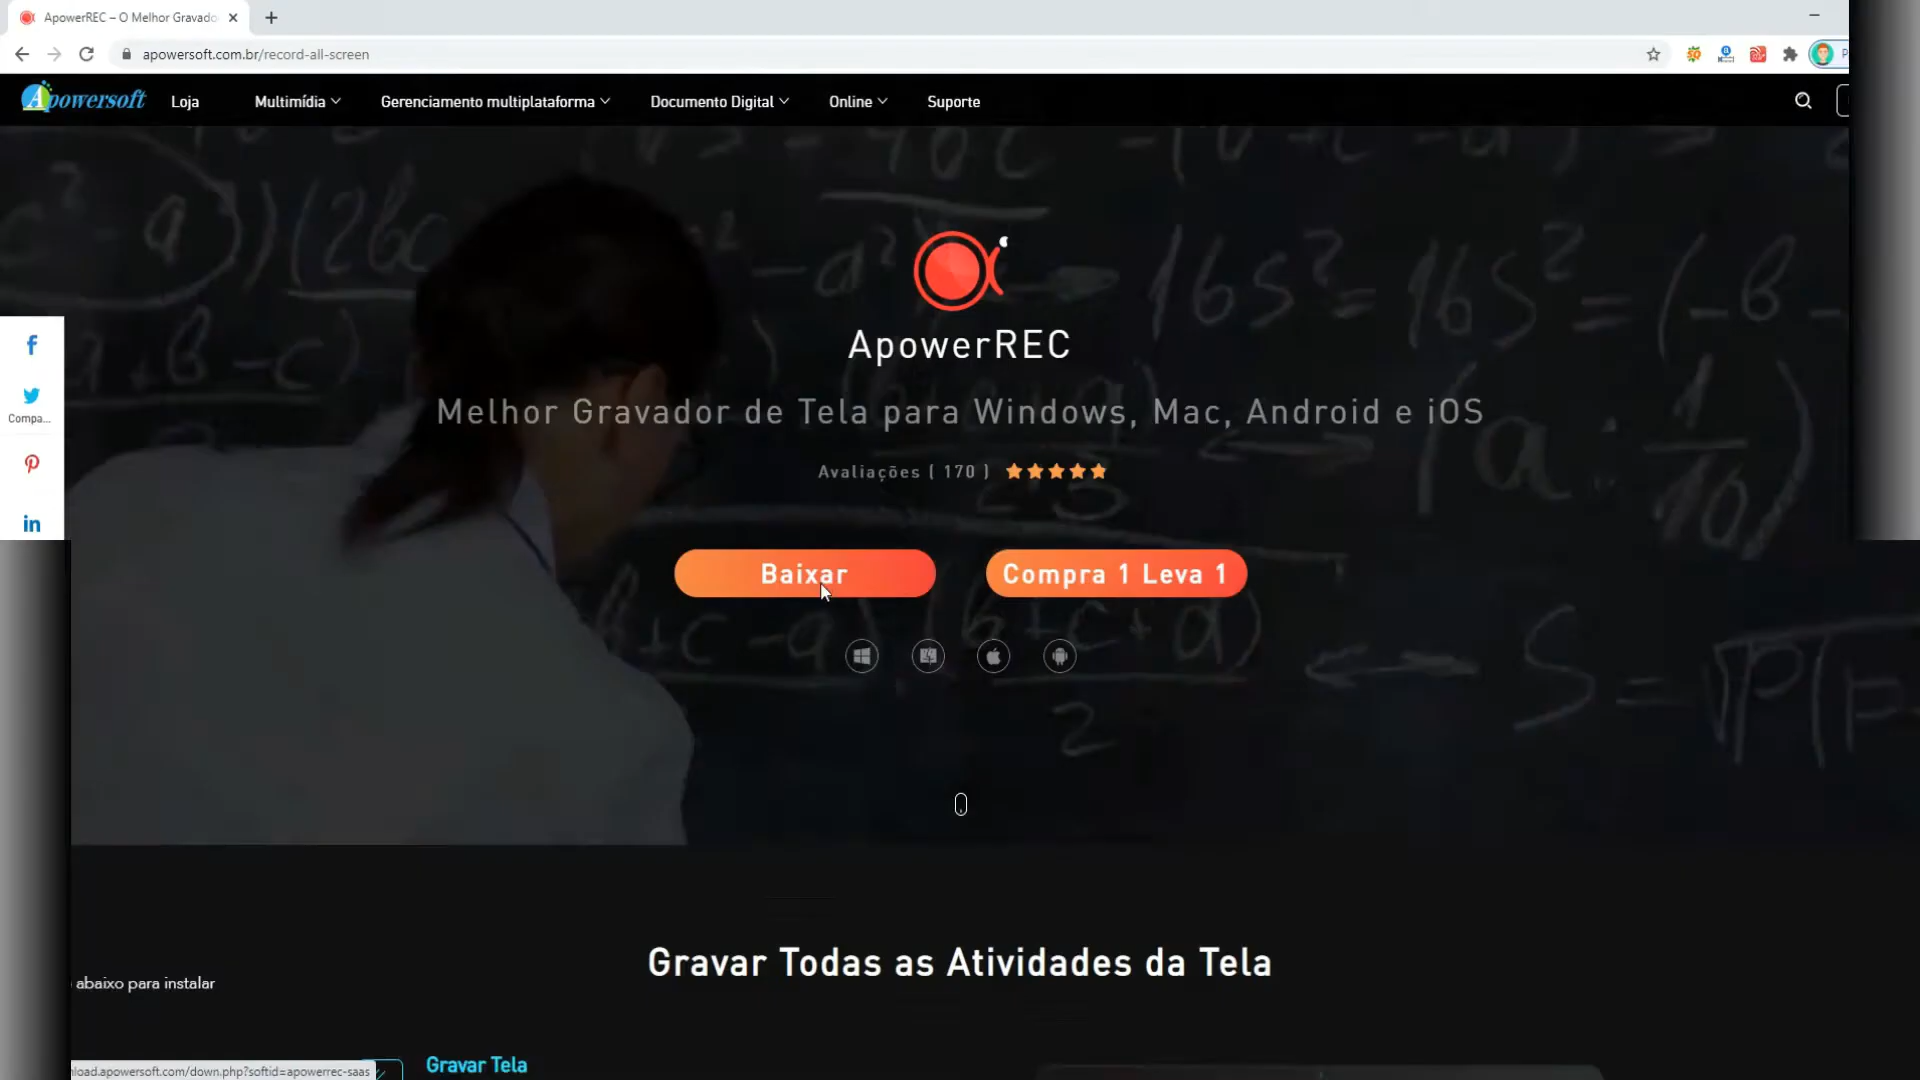 ApowerREC – O Melhor Gravado
apowersoft.com.br/record-all-screen
Apowersoft
Loja
Multimídia
Gerenciamento multiplataforma
Documento Digital
Online
Suporte
ApowerREC
Melhor Gravador de Tela para Windows, Mac, Android e iOS
Avaliações ( 170 )
Compa...
Baixar
Compra 1 Leva 1
Gravar Todas as Atividades da Tela
abaixo para instalar
Gravar Tela
nload.apowersoft.com/down.php?softid=apowerrec-saas